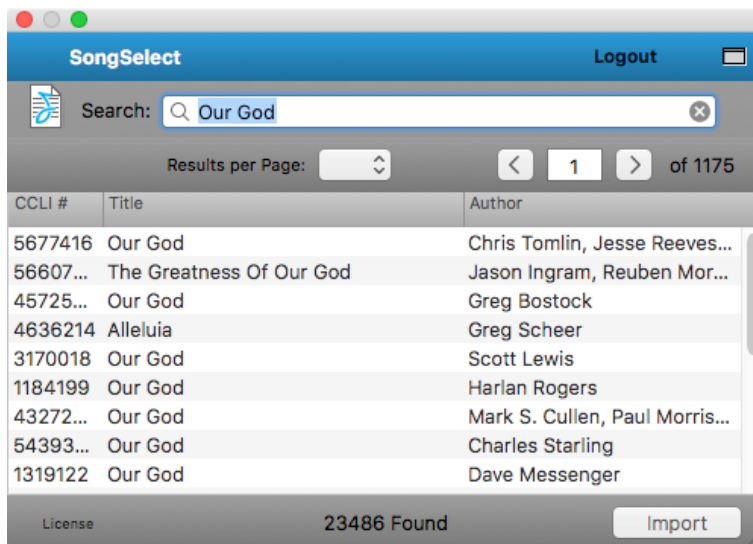 SongSelect Logout
Search: Our God
Results per Page: 1 of 1175
CCLI # Title Author
5677416 Our God Chris Tomlin, Jesse Reeves...
56607... The Greatness Of Our God Jason Ingram, Reuben Mor...
45725... Our God Greg Bostock
4636214 Alleluia Greg Scheer
3170018 Our God Scott Lewis
1184199 Our God Harlan Rogers
43272... Our God Mark S. Cullen, Paul Morris...
54393... Our God Charles Starling
1319122 Our God Dave Messenger
License 23486 Found Import